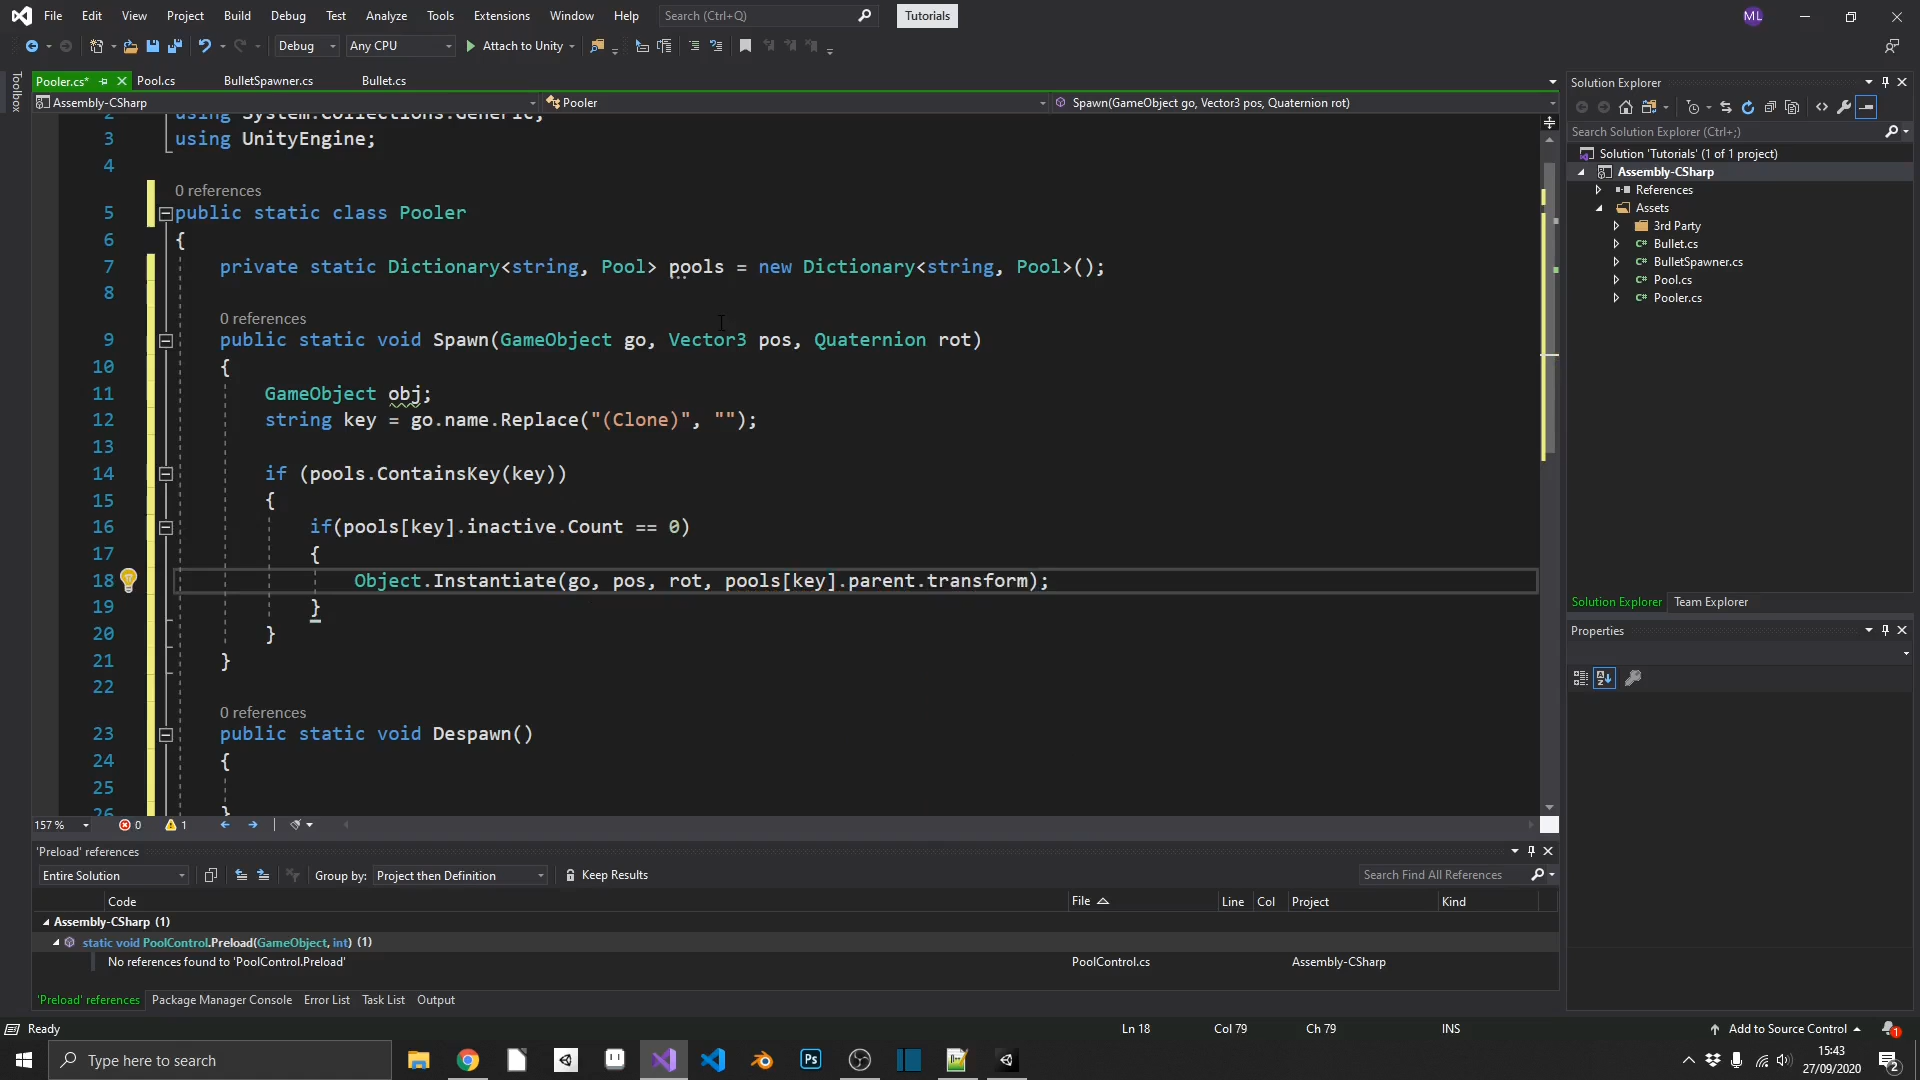 File Edit View Project Build Debug Test Analyze Tools Extensions Window Help Search (Ctrl+Q) Tutorials ML
Debug Any CPU Attach to Unity
Toolbox
Pooler.cs* Pool.cs BulletSpawner.cs Bullet.cs
Assembly-CSharp Pooler Spawn(GameObject go, Vector3 pos, Quaternion rot)
2 using System.Collections.Generic;
3 using UnityEngine;
4
0 references
5 public static class Pooler
6 {
7 private static Dictionary<string, Pool> pools = new Dictionary<string, Pool>();
8
0 references
9 public static void Spawn(GameObject go, Vector3 pos, Quaternion rot)
10 {
11 GameObject obj;
12 string key = go.name.Replace("(Clone)", "");
13
14 if (pools.ContainsKey(key))
15 {
16 if(pools[key].inactive.Count == 0)
17 {
18 Object.Instantiate(go, pos, rot, pools[key].parent.transform);
19 }
20 }
21 }
22
0 references
23 public static void Despawn()
24 {
25
26 }
157 % 0 1
'Preload' references
Entire Solution Group by: Project then Definition Keep Results Search Find All References
Code File Line Col Project Kind
Assembly-CSharp (1)
static void PoolControl.Preload(GameObject, int) (1)
No references found to 'PoolControl.Preload' PoolControl.cs Assembly-CSharp
'Preload' references Package Manager Console Error List Task List Output
Solution Explorer
Search Solution Explorer (Ctrl+;)
Solution 'Tutorials' (1 of 1 project)
Assembly-CSharp
References
Assets
3rd Party
C# Bullet.cs
C# BulletSpawner.cs
C# Pool.cs
C# Pooler.cs
Solution Explorer Team Explorer
Properties
Ready Ln 18 Col 79 Ch 79 INS Add to Source Control 1
Type here to search Ps 15:43
27/09/2020 2